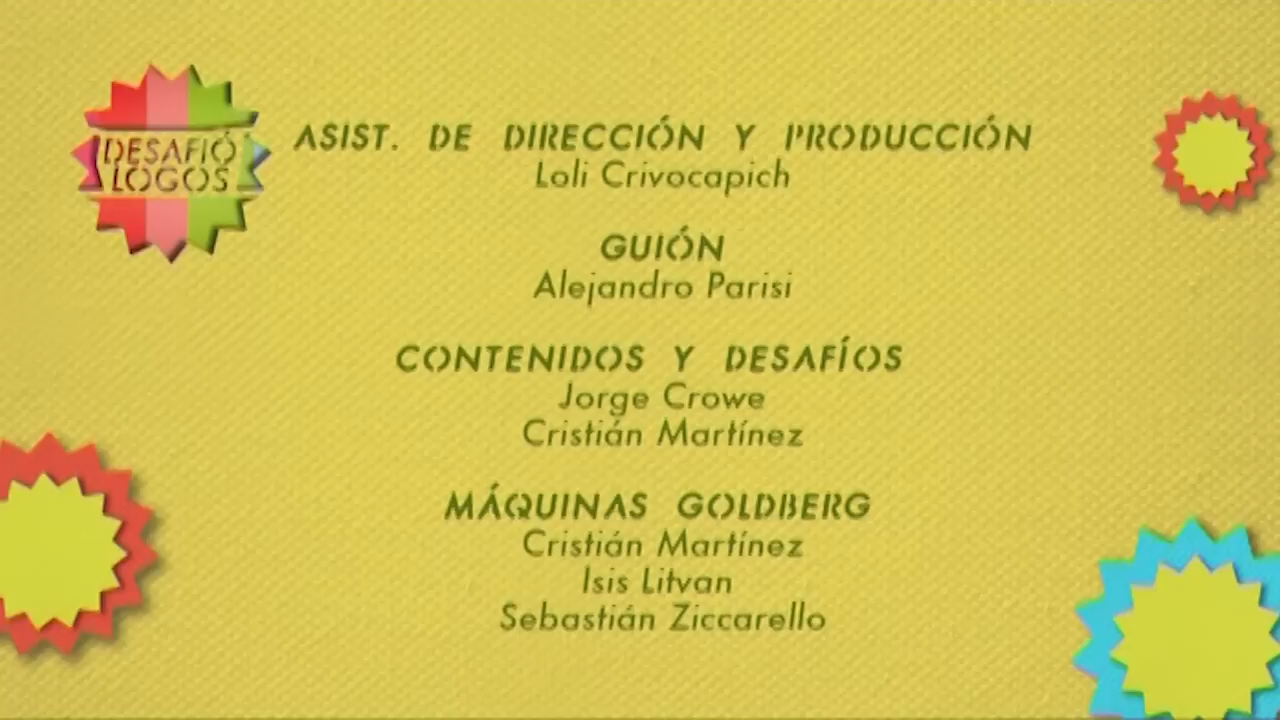 DESAFÍO
LOGOS
ASIST. DE DIRECCIÓN Y PRODUCCIÓN
Loli Crivocapich
GUIÓN
Alejandro Parisi
CONTENIDOS Y DESAFÍOS
Jorge Crowe
Cristián Martínez
MÁQUINAS GOLDBERG
Cristián Martínez
Isis Litvan
Sebastián Ziccarello